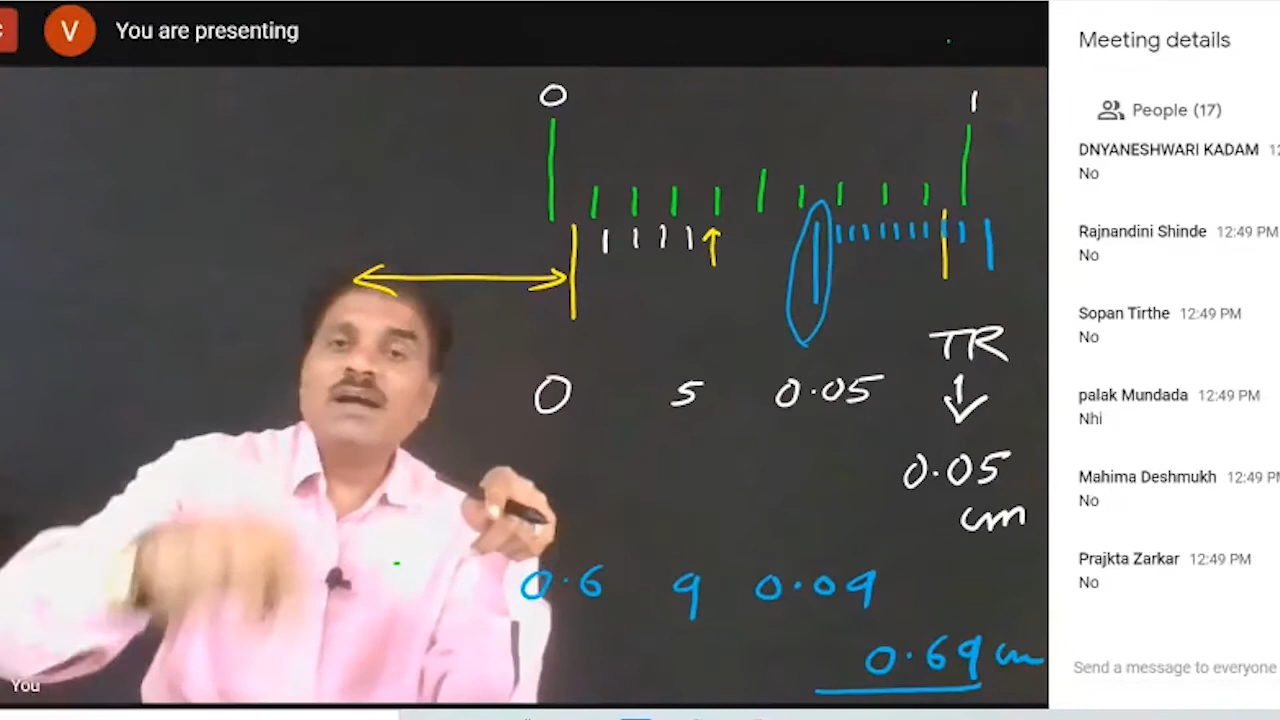 C
V
You are presenting
0 1
TR
0 5 0.05
0.05
cm
0.6 9 0.09
0.69 cm
You
Meeting details
People (17)
DNYANESHWARI KADAM 12
No
Rajnandini Shinde 12:49 PM
No
Sopan Tirthe 12:49 PM
No
palak Mundada 12:49 PM
Nhi
Mahima Deshmukh 12:49 PM
No
Prajkta Zarkar 12:49 PM
No
Send a message to everyone